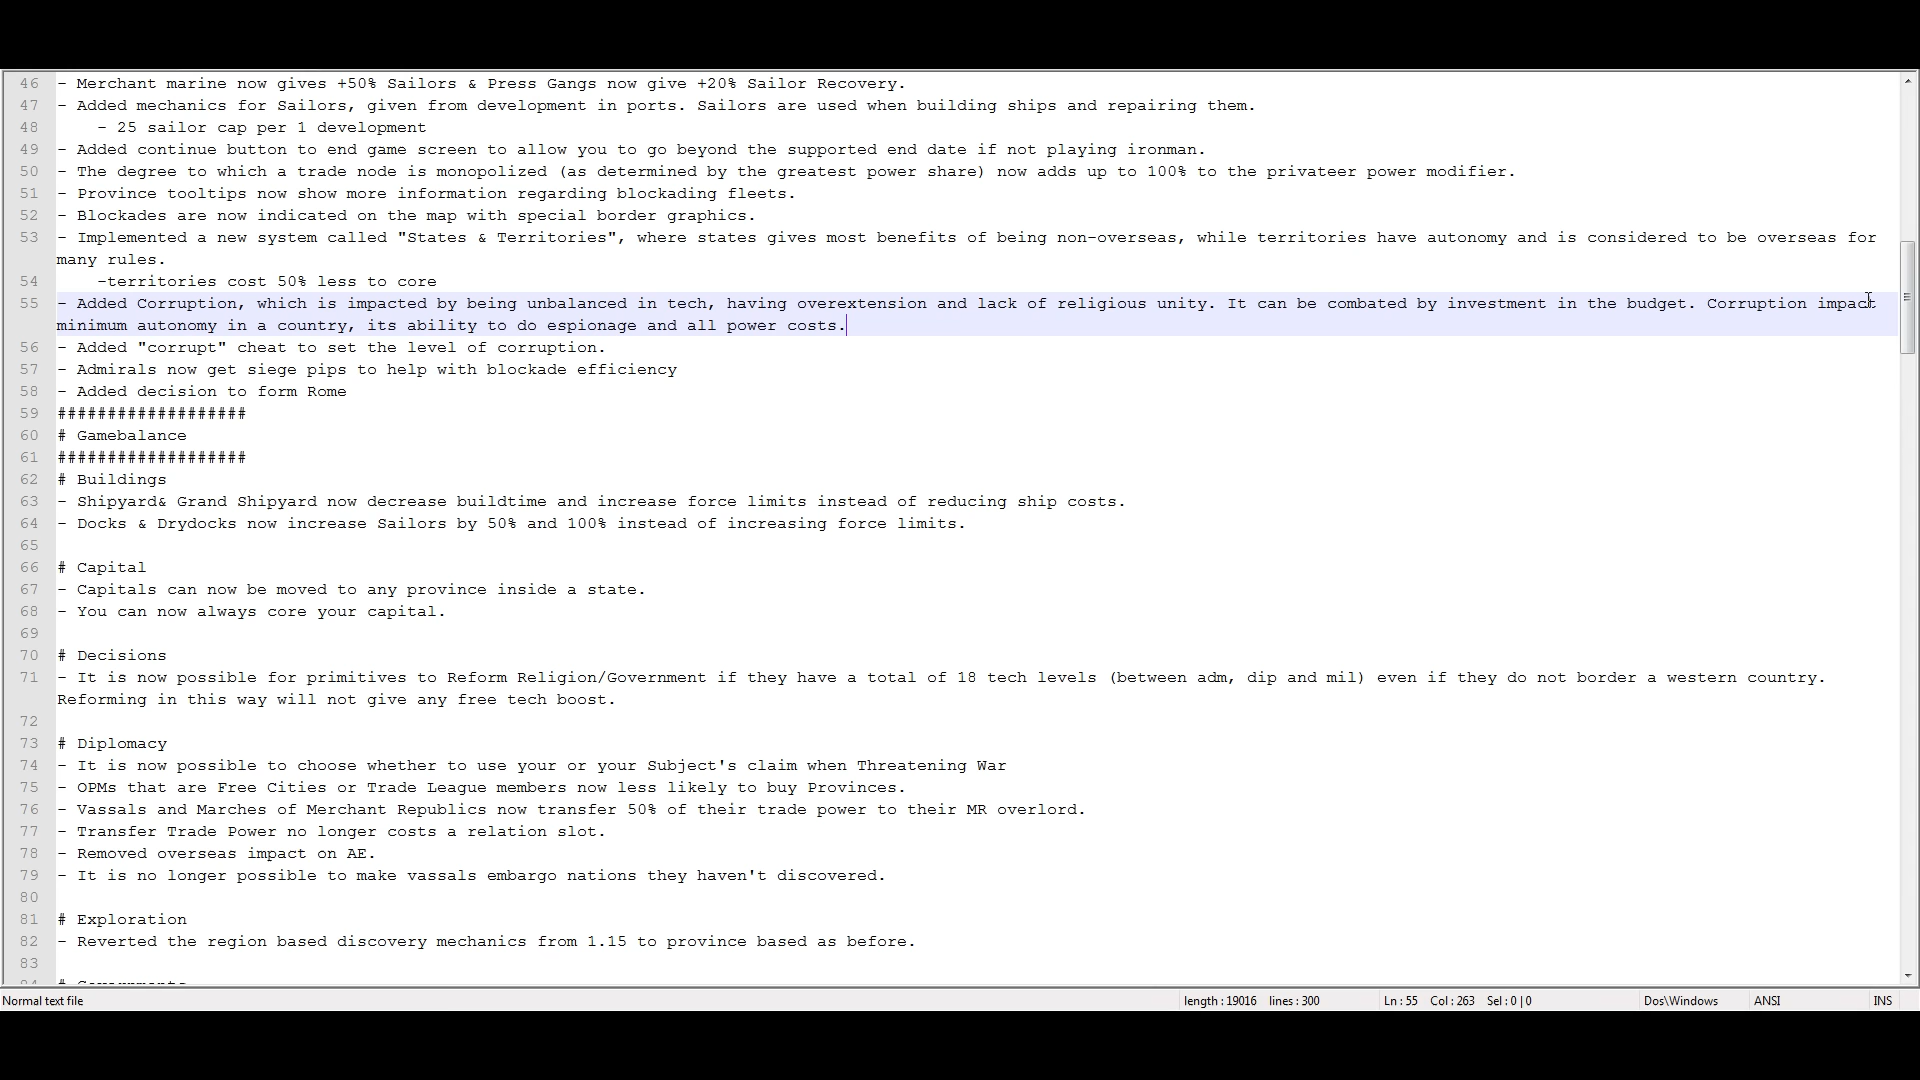 46 - Merchant marine now gives +50% Sailors & Press Gangs now give +20% Sailor Recovery.
47 - Added mechanics for Sailors, given from development in ports. Sailors are used when building ships and repairing them.
48     - 25 sailor cap per 1 development
49 - Added continue button to end game screen to allow you to go beyond the supported end date if not playing ironman.
50 - The degree to which a trade node is monopolized (as determined by the greatest power share) now adds up to 100% to the privateer power modifier.
51 - Province tooltips now show more information regarding blockading fleets.
52 - Blockades are now indicated on the map with special border graphics.
53 - Implemented a new system called "States & Territories", where states gives most benefits of being non-overseas, while territories have autonomy and is considered to be overseas for
many rules.
54     -territories cost 50% less to core
55 - Added Corruption, which is impacted by being unbalanced in tech, having overextension and lack of religious unity. It can be combated by investment in the budget. Corruption impact
minimum autonomy in a country, its ability to do espionage and all power costs.
56 - Added "corrupt" cheat to set the level of corruption.
57 - Admirals now get siege pips to help with blockade efficiency
58 - Added decision to form Rome
59 ###################
60 # Gamebalance
61 ###################
62 # Buildings
63 - Shipyard& Grand Shipyard now decrease buildtime and increase force limits instead of reducing ship costs.
64 - Docks & Drydocks now increase Sailors by 50% and 100% instead of increasing force limits.
65
66 # Capital
67 - Capitals can now be moved to any province inside a state.
68 - You can now always core your capital.
69
70 # Decisions
71 - It is now possible for primitives to Reform Religion/Government if they have a total of 18 tech levels (between adm, dip and mil) even if they do not border a western country.
Reforming in this way will not give any free tech boost.
72
73 # Diplomacy
74 - It is now possible to choose whether to use your or your Subject's claim when Threatening War
75 - OPMs that are Free Cities or Trade League members now less likely to buy Provinces.
76 - Vassals and Marches of Merchant Republics now transfer 50% of their trade power to their MR overlord.
77 - Transfer Trade Power no longer costs a relation slot.
78 - Removed overseas impact on AE.
79 - It is no longer possible to make vassals embargo nations they haven't discovered.
80
81 # Exploration
82 - Reverted the region based discovery mechanics from 1.15 to province based as before.
83
Normal text file length : 19016 lines : 300 Ln : 55 Col : 263 Sel : 0 | 0 Dos\Windows ANSI INS